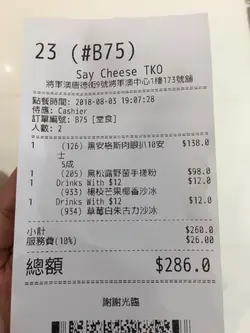 23 (#B75)
Say Cheese TKO
將軍澳唐德街9號將軍澳中心1樓123號舖
點餐時間: 2018-08-03 19:07:28
侍應: Cashier
訂單編號: B75 [堂食]
人數: 2
1 (126) 黑安格斯肉眼扒10安士 $138.0
5成
1 (205) 黑松露野菌手搓粉 $98.0
1 Drinks With $12 $12.0
(933) 楊枝芒果椰香沙冰
1 Drinks With $12 $12.0
(934) 草莓白朱古力沙冰
小計 $260.0
服務費(10%) $26.00
總額 $286.0
謝謝光臨